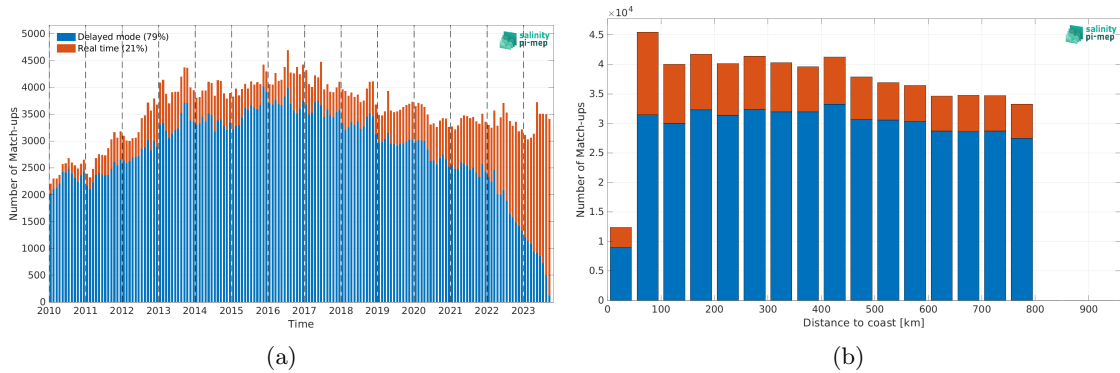 ×10⁴
5000
4500
4000
3500
3000
2500
2000
1500
1000
500
0
Number of Match-ups
Delayed mode (79%)
Real time (21%)
salinity
pi-mep
2010 2011 2012 2013 2014 2015 2016 2017 2018 2019 2020 2021 2022 2023
Time
(a)
4.5
4
3.5
3
2.5
2
1.5
1
0.5
0
Number of Match-ups
salinity
pi-mep
0 100 200 300 400 500 600 700 800 900
Distance to coast [km]
(b)